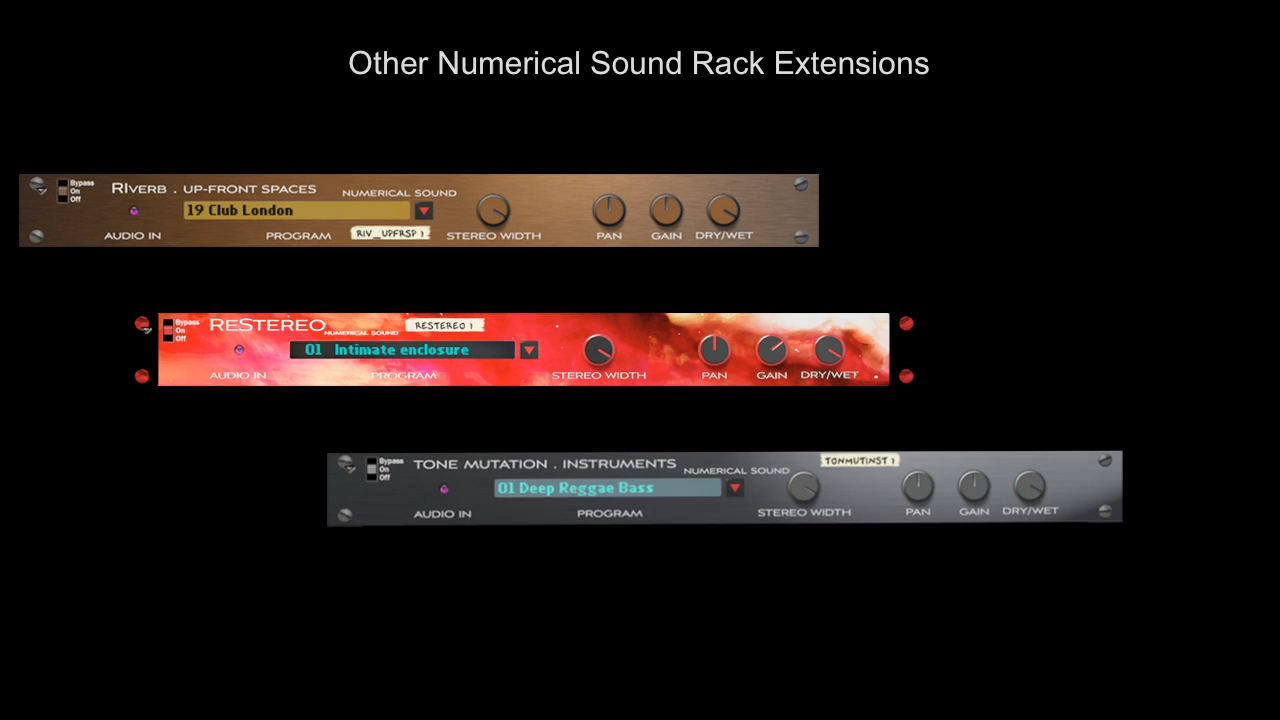 Other Numerical Sound Rack Extensions
Bypass
On
Off
RIVERB . UP-FRONT SPACES
NUMERICAL SOUND
19 Club London
AUDIO IN
PROGRAM
RIV_UPFRSP 1
STEREO WIDTH
PAN
GAIN
DRY/WET
Bypass
On
Off
RESTEREO
NUMERICAL SOUND
RESTEREO 1
01 Intimate enclosure
AUDIO IN
PROGRAM
STEREO WIDTH
PAN
GAIN
DRY/WET
Bypass
On
Off
TONE MUTATION . INSTRUMENTS
NUMERICAL SOUND
TONMUTINST 1
01 Deep Reggae Bass
AUDIO IN
PROGRAM
STEREO WIDTH
PAN
GAIN
DRY/WET